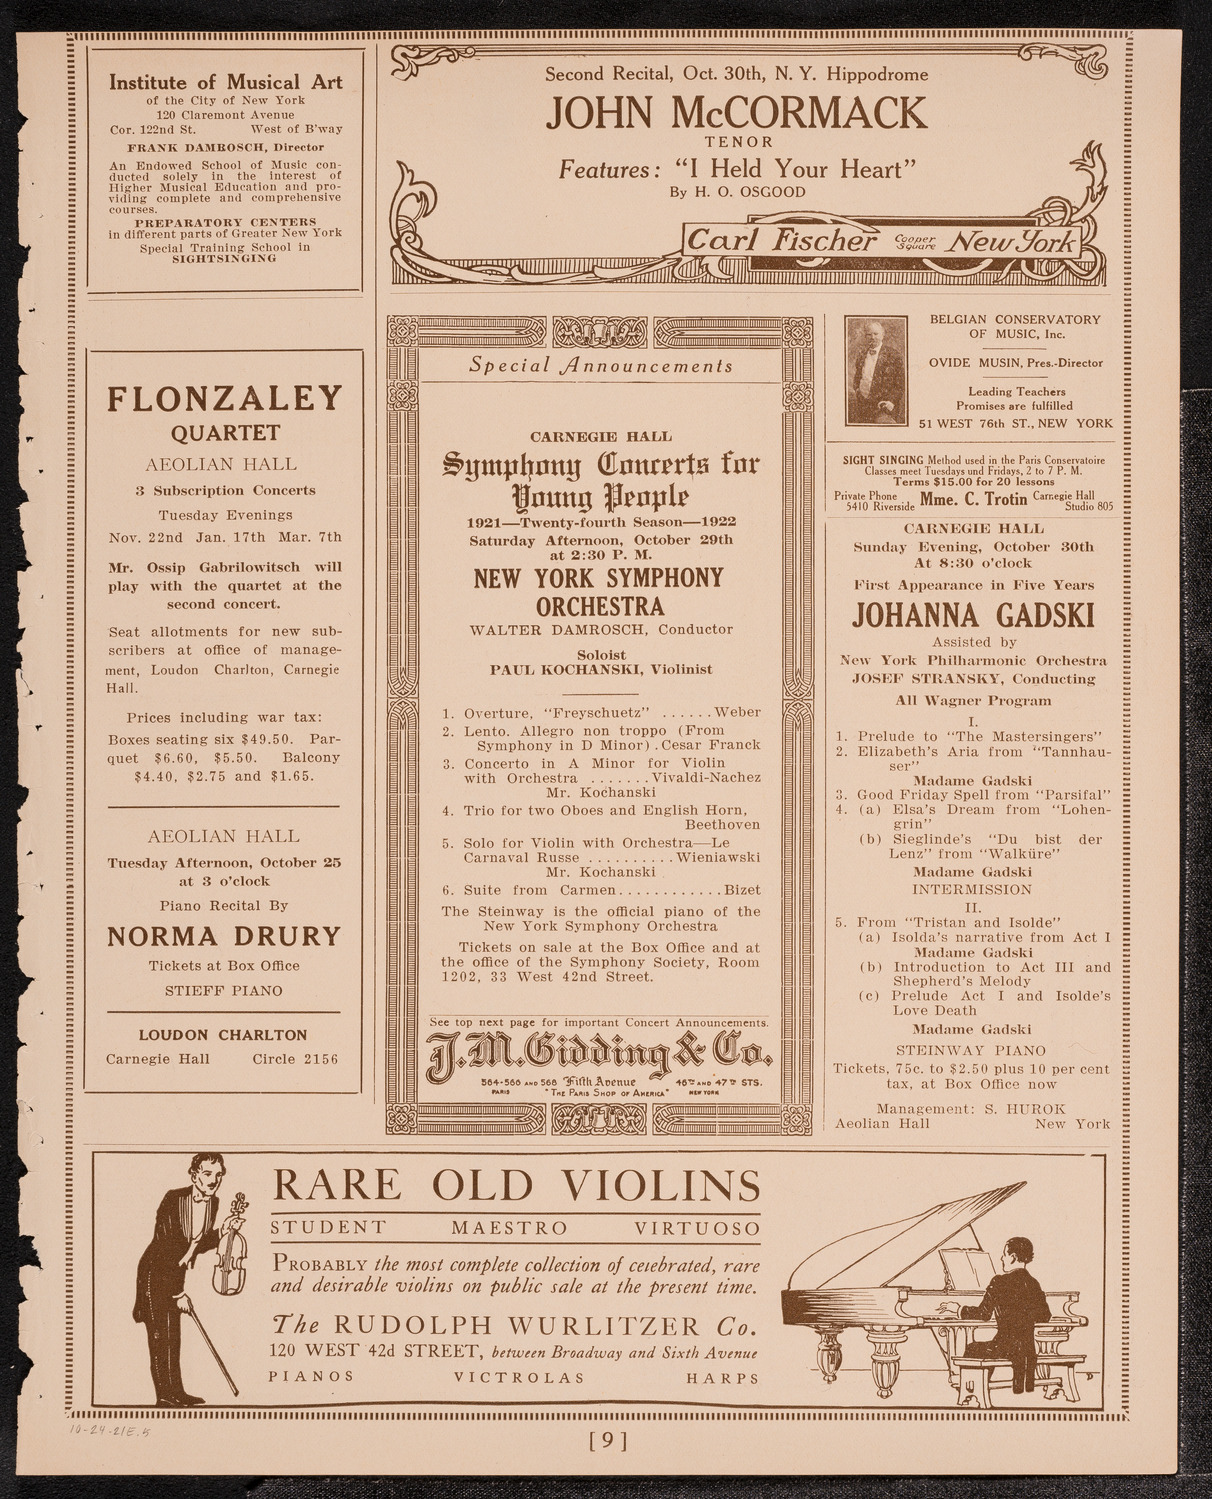 Institute of Musical Art
of the City of New York
120 Claremont Avenue
Cor. 122nd St. West of B'way
FRANK DAMROSCH, Director
An Endowed School of Music con-
ducted solely in the interest of
Higher Musical Education and pro-
viding complete and comprehensive
courses.
PREPARATORY CENTERS
in different parts of Greater New York
Special Training School in
SIGHTSINGING
Second Recital, Oct. 30th, N. Y. Hippodrome
JOHN McCORMACK
TENOR
Features: "I Held Your Heart"
By H. O. OSGOOD
Carl Fischer Cooper Square New York
FLONZALEY
QUARTET
AEOLIAN HALL
3 Subscription Concerts
Tuesday Evenings
Nov. 22nd Jan. 17th Mar. 7th
Mr. Ossip Gabrilowitsch will
play with the quartet at the
second concert.
Seat allotments for new sub-
scribers at office of manage-
ment, Loudon Charlton, Carnegie
Hall.
Prices including war tax:
Boxes seating six $49.50. Par-
quet $6.60, $5.50. Balcony
$4.40, $2.75 and $1.65.
AEOLIAN HALL
Tuesday Afternoon, October 25
at 3 o'clock
Piano Recital By
NORMA DRURY
Tickets at Box Office
STIEFF PIANO
LOUDON CHARLTON
Carnegie Hall Circle 2156
Special Announcements
CARNEGIE HALL
Symphony Concerts for
Young People
1921—Twenty-fourth Season—1922
Saturday Afternoon, October 29th
at 2:30 P. M.
NEW YORK SYMPHONY
ORCHESTRA
WALTER DAMROSCH, Conductor
Soloist
PAUL KOCHANSKI, Violinist
1. Overture, "Freyschuetz" ......Weber
2. Lento. Allegro non troppo (From
Symphony in D Minor) . Cesar Franck
3. Concerto in A Minor for Violin
with Orchestra .......Vivaldi-Nachez
Mr. Kochanski
4. Trio for two Oboes and English Horn,
Beethoven
5. Solo for Violin with Orchestra—Le
Carnaval Russe ..........Wieniawski
Mr. Kochanski
6. Suite from Carmen............Bizet
The Steinway is the official piano of the
New York Symphony Orchestra
Tickets on sale at the Box Office and at
the office of the Symphony Society, Room
1202, 33 West 42nd Street.
See top next page for important Concert Announcements.
J.M. Gidding & Co.
564-566 AND 568 Fifth Avenue 46TH AND 47TH STS.
PARIS "THE PARIS SHOP OF AMERICA" NEW YORK
BELGIAN CONSERVATORY
OF MUSIC, Inc.
OVIDE MUSIN, Pres.-Director
Leading Teachers
Promises are fulfilled
51 WEST 76th ST., NEW YORK
SIGHT SINGING Method used in the Paris Conservatoire
Classes meet Tuesdays und Fridays, 2 to 7 P. M.
Terms $15.00 for 20 lessons
Private Phone 5410 Riverside Mme. C. Trotin Carnegie Hall Studio 805
CARNEGIE HALL
Sunday Evening, October 30th
At 8:30 o'clock
First Appearance in Five Years
JOHANNA GADSKI
Assisted by
New York Philharmonic Orchestra
JOSEF STRANSKY, Conducting
All Wagner Program
I.
1. Prelude to "The Mastersingers"
2. Elizabeth's Aria from "Tannhau-
ser"
Madame Gadski
3. Good Friday Spell from "Parsifal"
4. (a) Elsa's Dream from "Lohen-
grin"
(b) Sieglinde's "Du bist der
Lenz" from "Walküre"
Madame Gadski
INTERMISSION
II.
5. From "Tristan and Isolde"
(a) Isolda's narrative from Act I
Madame Gadski
(b) Introduction to Act III and
Shepherd's Melody
(c) Prelude Act I and Isolde's
Love Death
Madame Gadski
STEINWAY PIANO
Tickets, 75c. to $2.50 plus 10 per cent
tax, at Box Office now
Management: S. HUROK
Aeolian Hall New York
RARE OLD VIOLINS
STUDENT MAESTRO VIRTUOSO
PROBABLY the most complete collection of celebrated, rare
and desirable violins on public sale at the present time.
The RUDOLPH WURLITZER Co.
120 WEST 42d STREET, between Broadway and Sixth Avenue
PIANOS VICTROLAS HARPS
10-24-21E.5
[ 9 ]